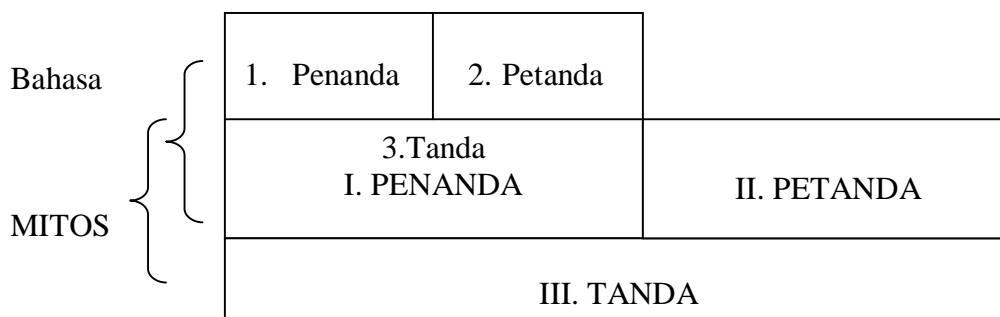 Bahasa
1. Penanda
2. Petanda
3.Tanda
I. PENANDA
II. PETANDA
MITOS
III. TANDA